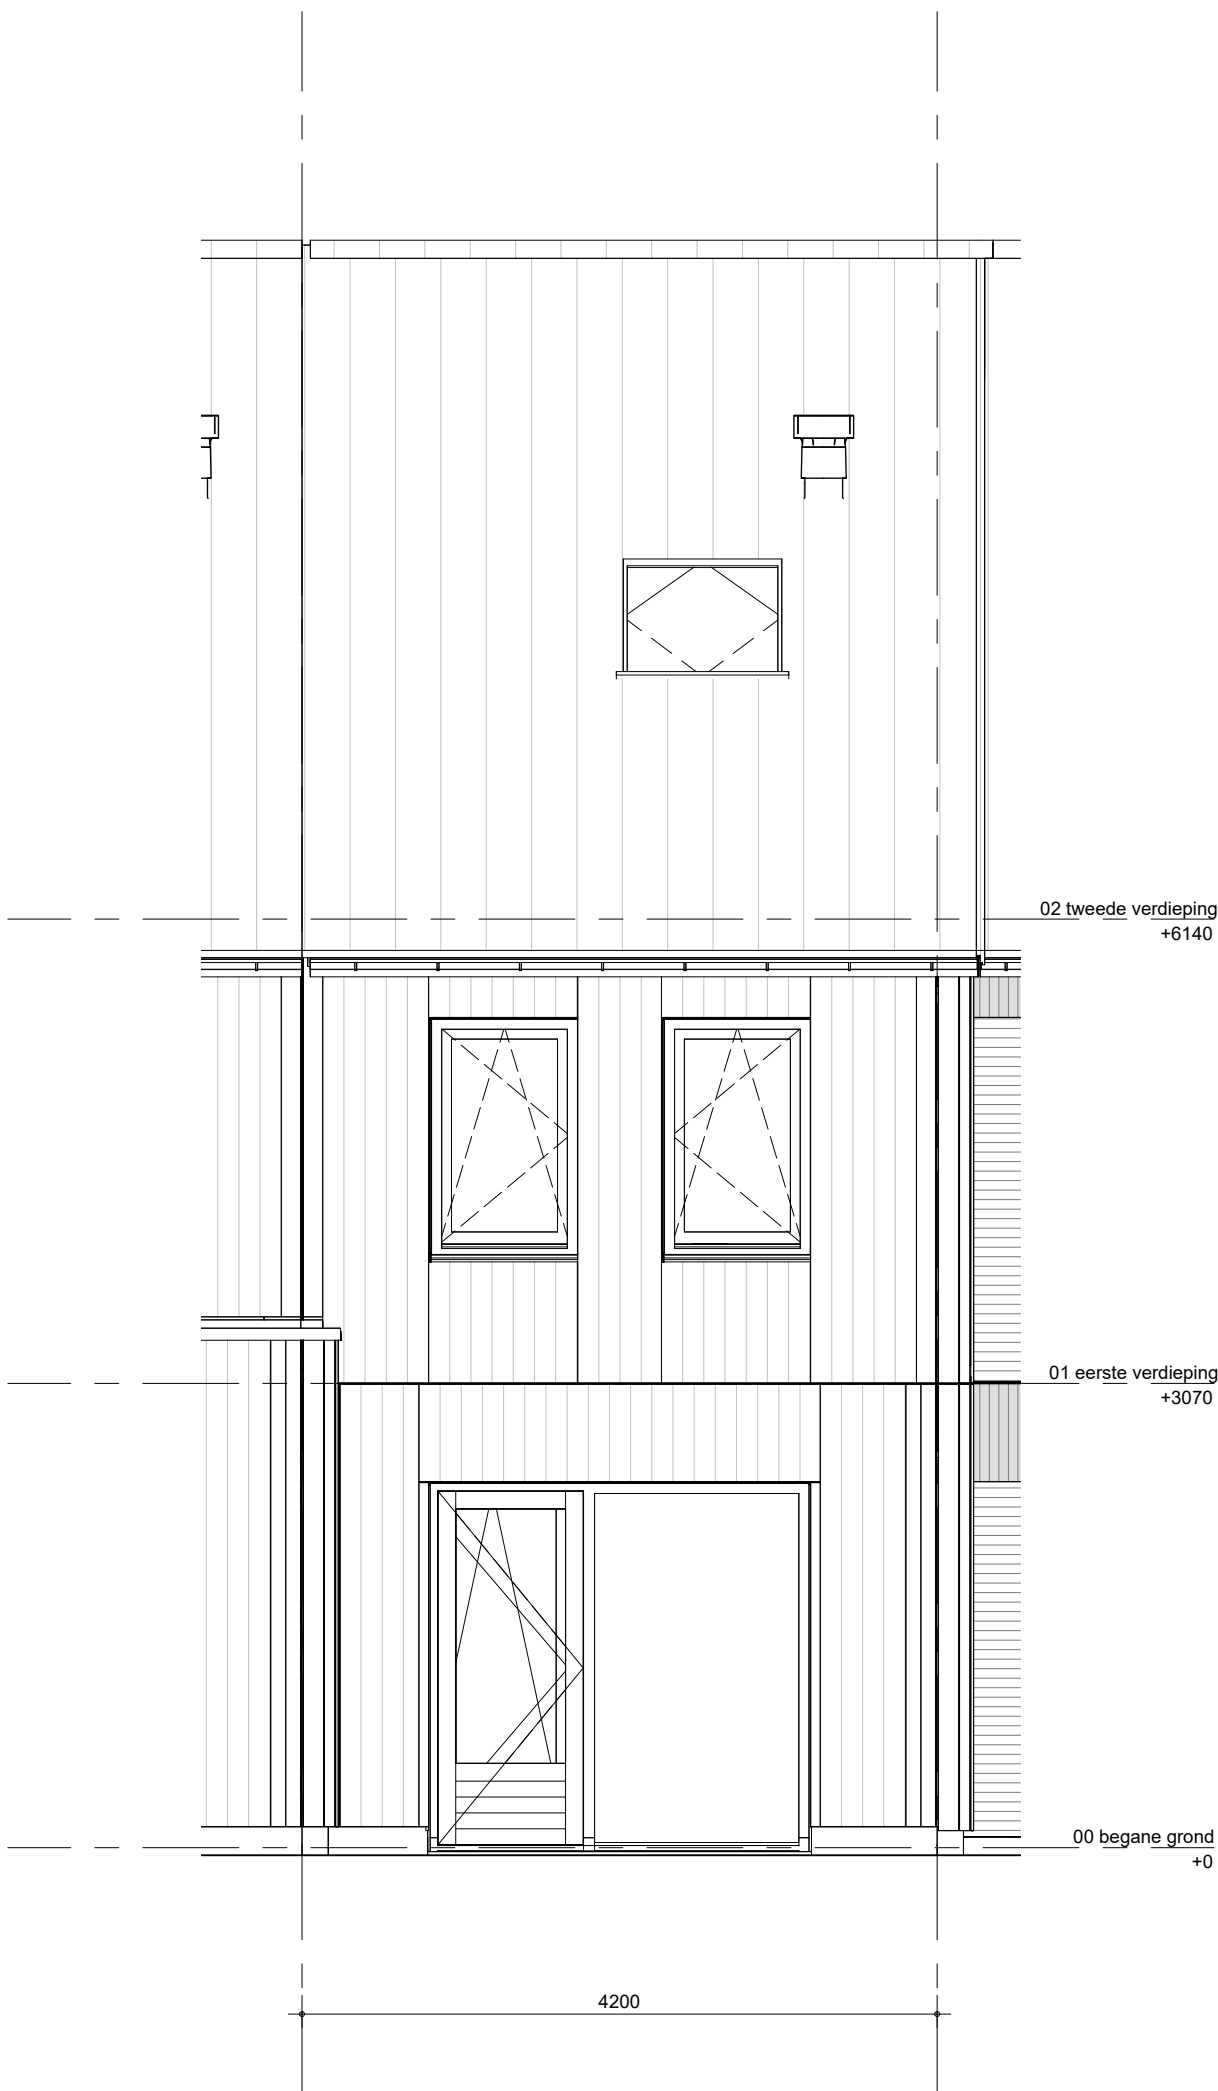 02 tweede verdieping
+6140
01 eerste verdieping
+3070
00 begane grond
+0
4200